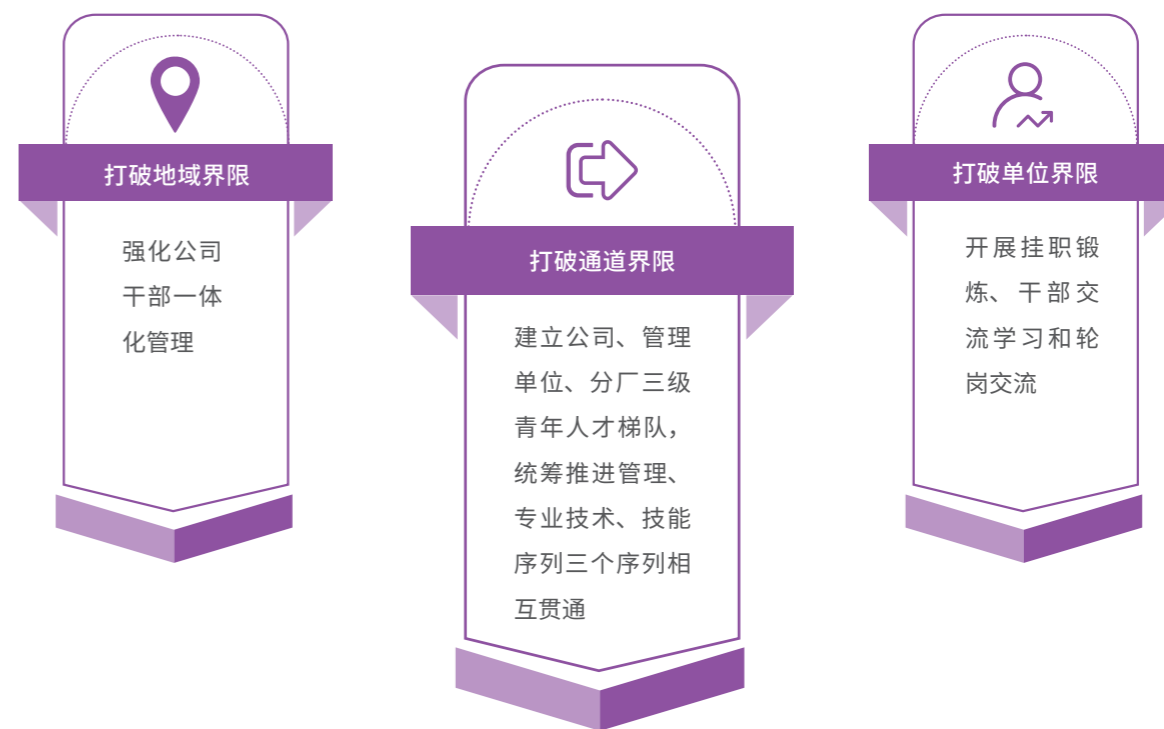 打破地域界限
强化公司
干部一体
化管理
打破通道界限
建立公司、管理
单位、分厂三级
青年人才梯队，
统筹推进管理、
专业技术、技能
序列三个序列相
互贯通
打破单位界限
开展挂职锻
炼、干部交
流学习和轮
岗交流